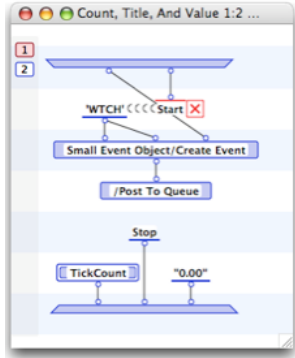 Count, Title, And Value 1:2 ...
1
2
'WTCH' Start
Small Event Object/Create Event
/Post To Queue
Stop
TickCount "0.00"